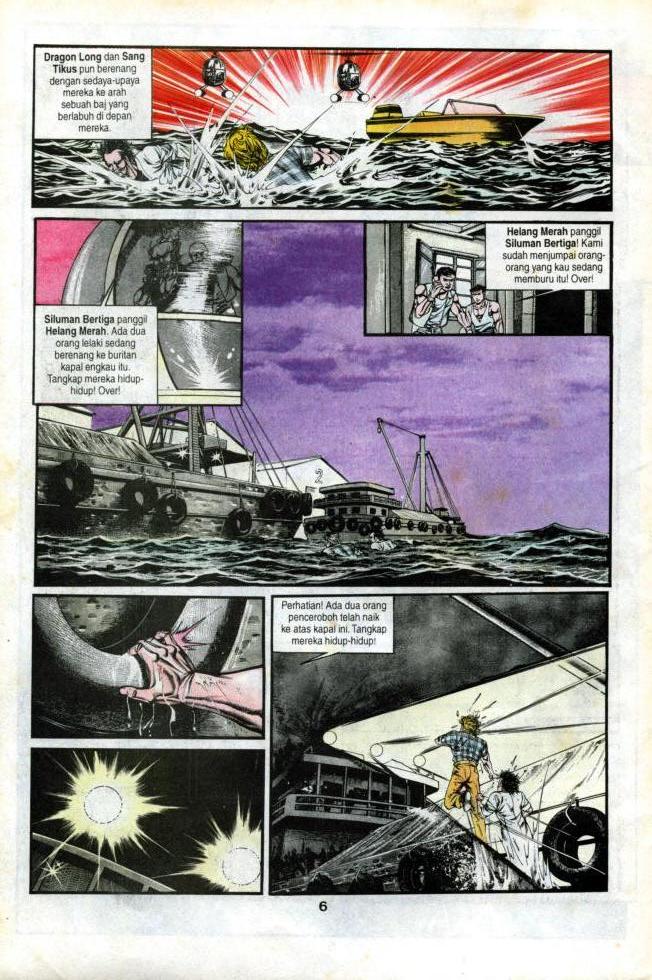 Dragon Long dan Sang
Tikus pun berenang
dengan sedaya-upaya
mereka ke arah
sebuah baj yang
berlabuh di depan
mereka.
Helang Merah panggil
Siluman Bertiga! Kami
sudah menjumpai orang-
orang yang kau sedang
memburu itu! Over!
Siluman Bertiga panggil
Helang Merah. Ada dua
orang lelaki sedang
berenang ke buritan
kapal engkau itu.
Tangkap mereka hidup-
hidup! Over!
Perhatian! Ada dua orang
penceroboh telah naik
ke atas kapal ini. Tangkap
mereka hidup-hidup!
6